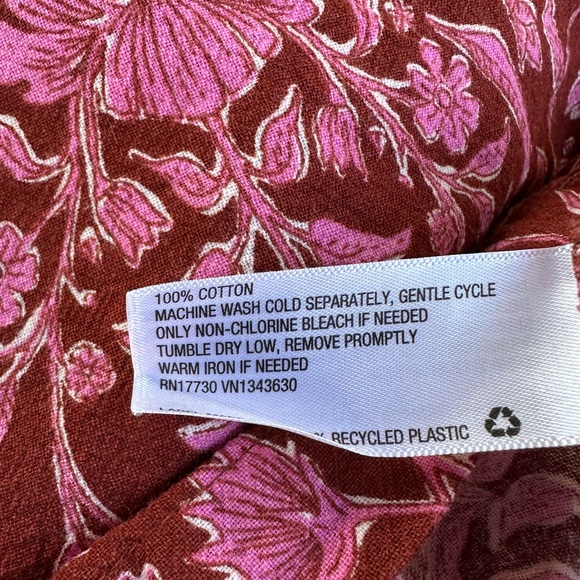 100% COTTON
MACHINE WASH COLD SEPARATELY, GENTLE CYCLE
ONLY NON-CHLORINE BLEACH IF NEEDED
TUMBLE DRY LOW, REMOVE PROMPTLY
WARM IRON IF NEEDED
RN17730 VN1343630
RECYCLED PLASTIC